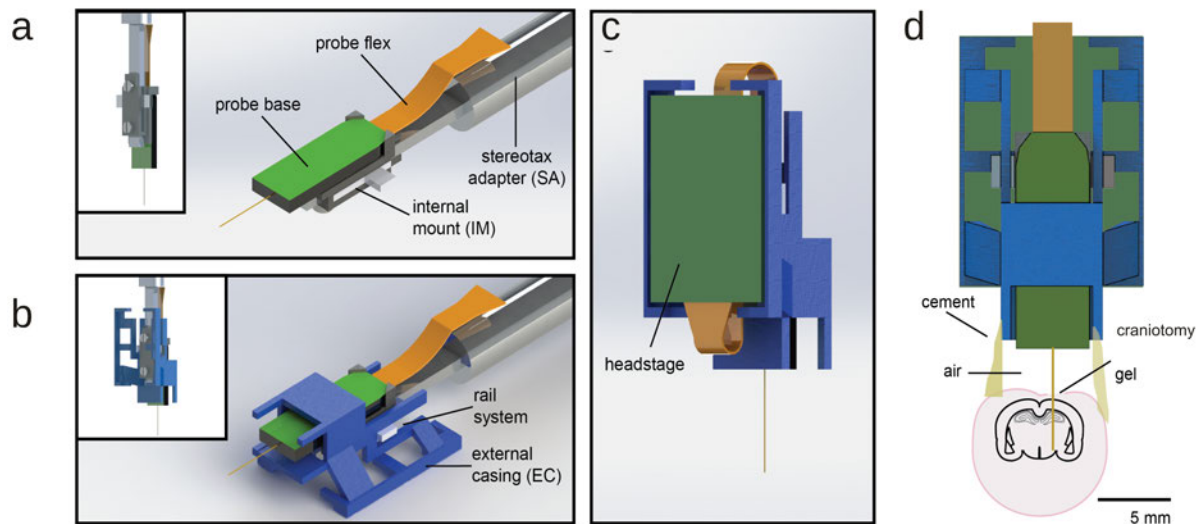 a
probe flex
probe base
stereotax
adapter (SA)
internal
mount (IM)
b
rail
system
external
casing (EC)
c
headstage
d
cement
craniotomy
air
gel
5 mm